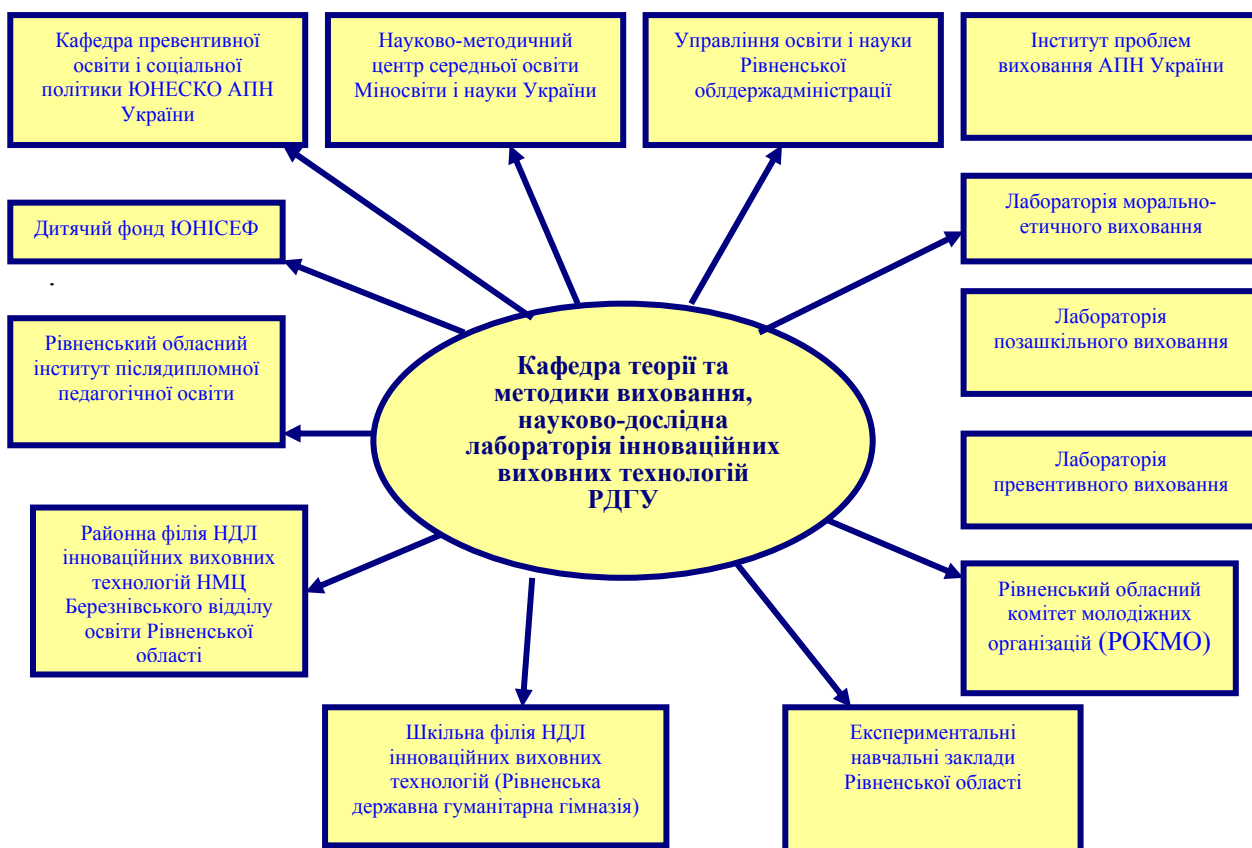 Кафедра превентивної
освіти і соціальної
політики ЮНЕСКО АПН
України
Науково-методичний
центр середньої освіти
Міносвіти і науки України
Управління освіти і науки
Рівненської
облдержадміністрації
Інститут проблем
виховання АПН України
Дитячий фонд ЮНІСЕФ
.
Лабораторія морально-
етичного виховання
Рівненський обласний
інститут післядипломної
педагогічної освіти
Лабораторія
позашкільного виховання
Кафедра теорії та
методики виховання,
науково-дослідна
лабораторія інноваційних
виховних технологій
РДГУ
Лабораторія
превентивного виховання
Районна філія НДЛ
інноваційних виховних
технологій НМЦ
Березнівського відділу
освіти Рівненської
області
Рівненський обласний
комітет молодіжних
організацій (РОКМО)
Шкільна філія НДЛ
інноваційних виховних
технологій (Рівненська
державна гуманітарна гімназія)
Експериментальні
навчальні заклади
Рівненської області